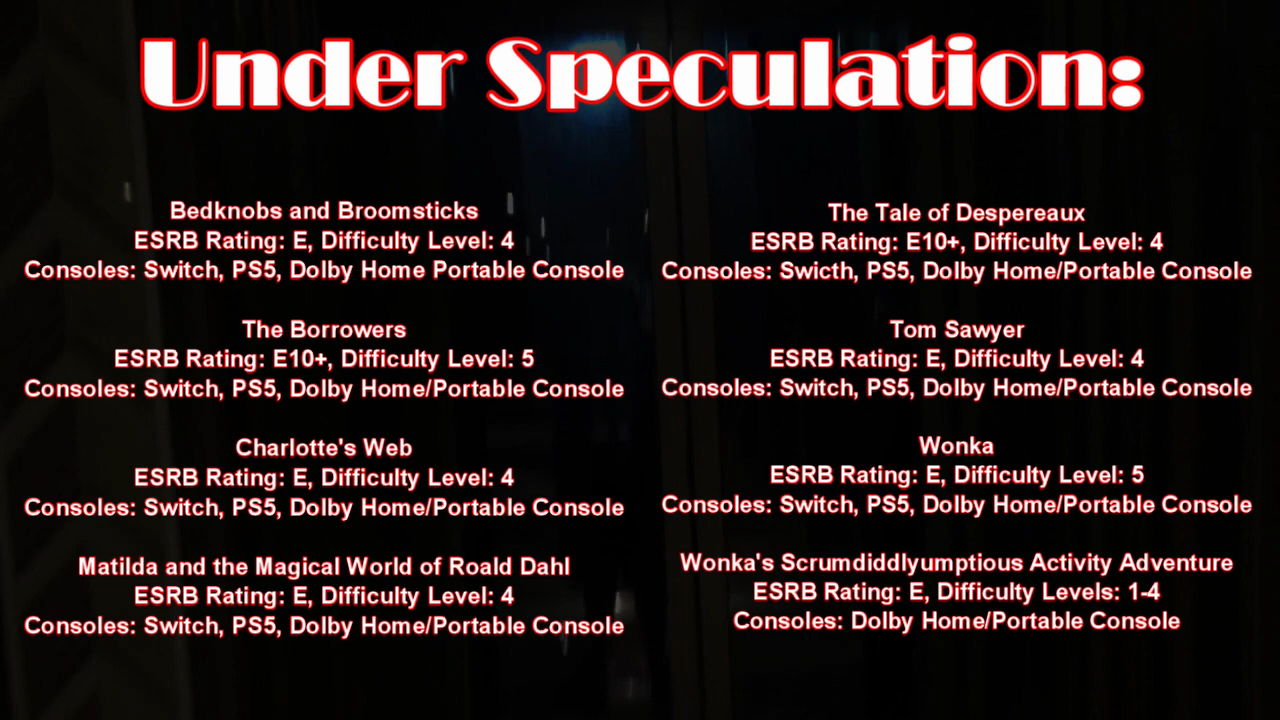 Under Speculation:
Bedknobs and Broomsticks
ESRB Rating: E, Difficulty Level: 4
Consoles: Switch, PS5, Dolby Home Portable Console
The Borrowers
ESRB Rating: E10+, Difficulty Level: 5
Consoles: Switch, PS5, Dolby Home/Portable Console
Charlotte's Web
ESRB Rating: E, Difficulty Level: 4
Consoles: Switch, PS5, Dolby Home/Portable Console
Matilda and the Magical World of Roald Dahl
ESRB Rating: E, Difficulty Level: 4
Consoles: Switch, PS5, Dolby Home/Portable Console
The Tale of Despereaux
ESRB Rating: E10+, Difficulty Level: 4
Consoles: Swicth, PS5, Dolby Home/Portable Console
Tom Sawyer
ESRB Rating: E, Difficulty Level: 4
Consoles: Switch, PS5, Dolby Home/Portable Console
Wonka
ESRB Rating: E, Difficulty Level: 5
Consoles: Switch, PS5, Dolby Home/Portable Console
Wonka's Scrumdiddlyumptious Activity Adventure
ESRB Rating: E, Difficulty Levels: 1-4
Consoles: Dolby Home/Portable Console